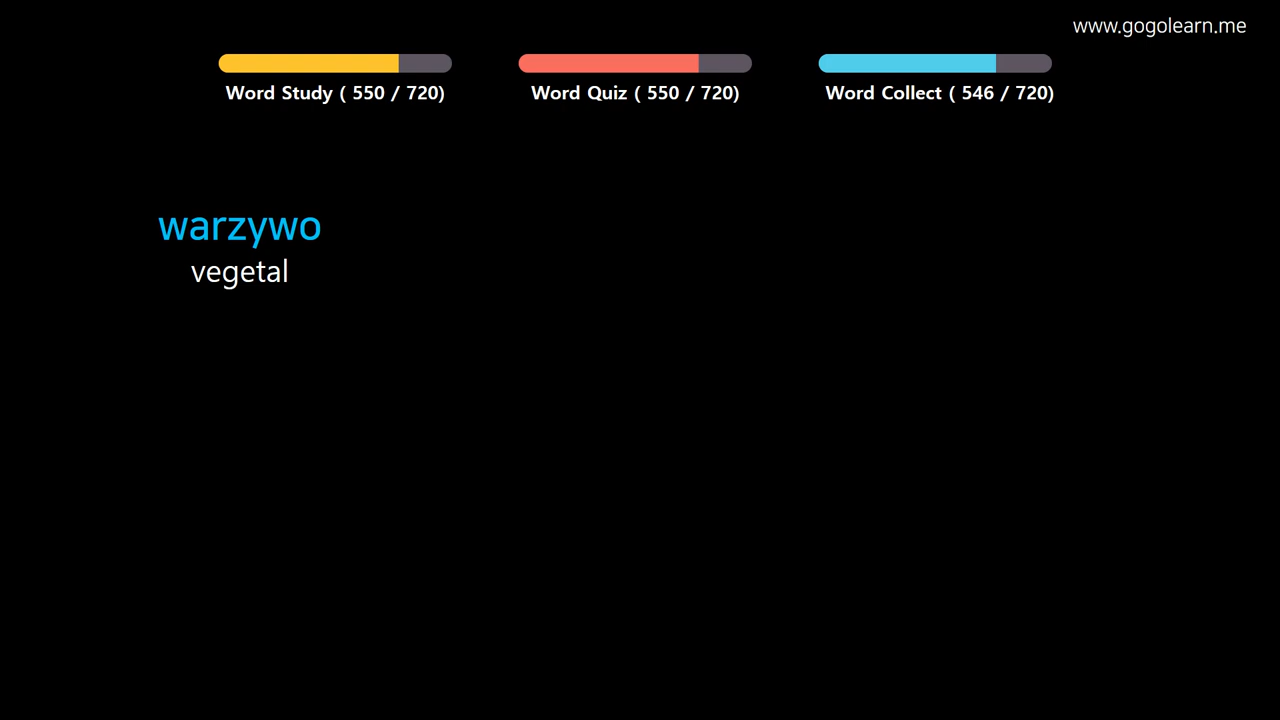 www.gogolearn.me
Word Study ( 550 / 720)
Word Quiz ( 550 / 720)
Word Collect ( 546 / 720)
warzywo
vegetal